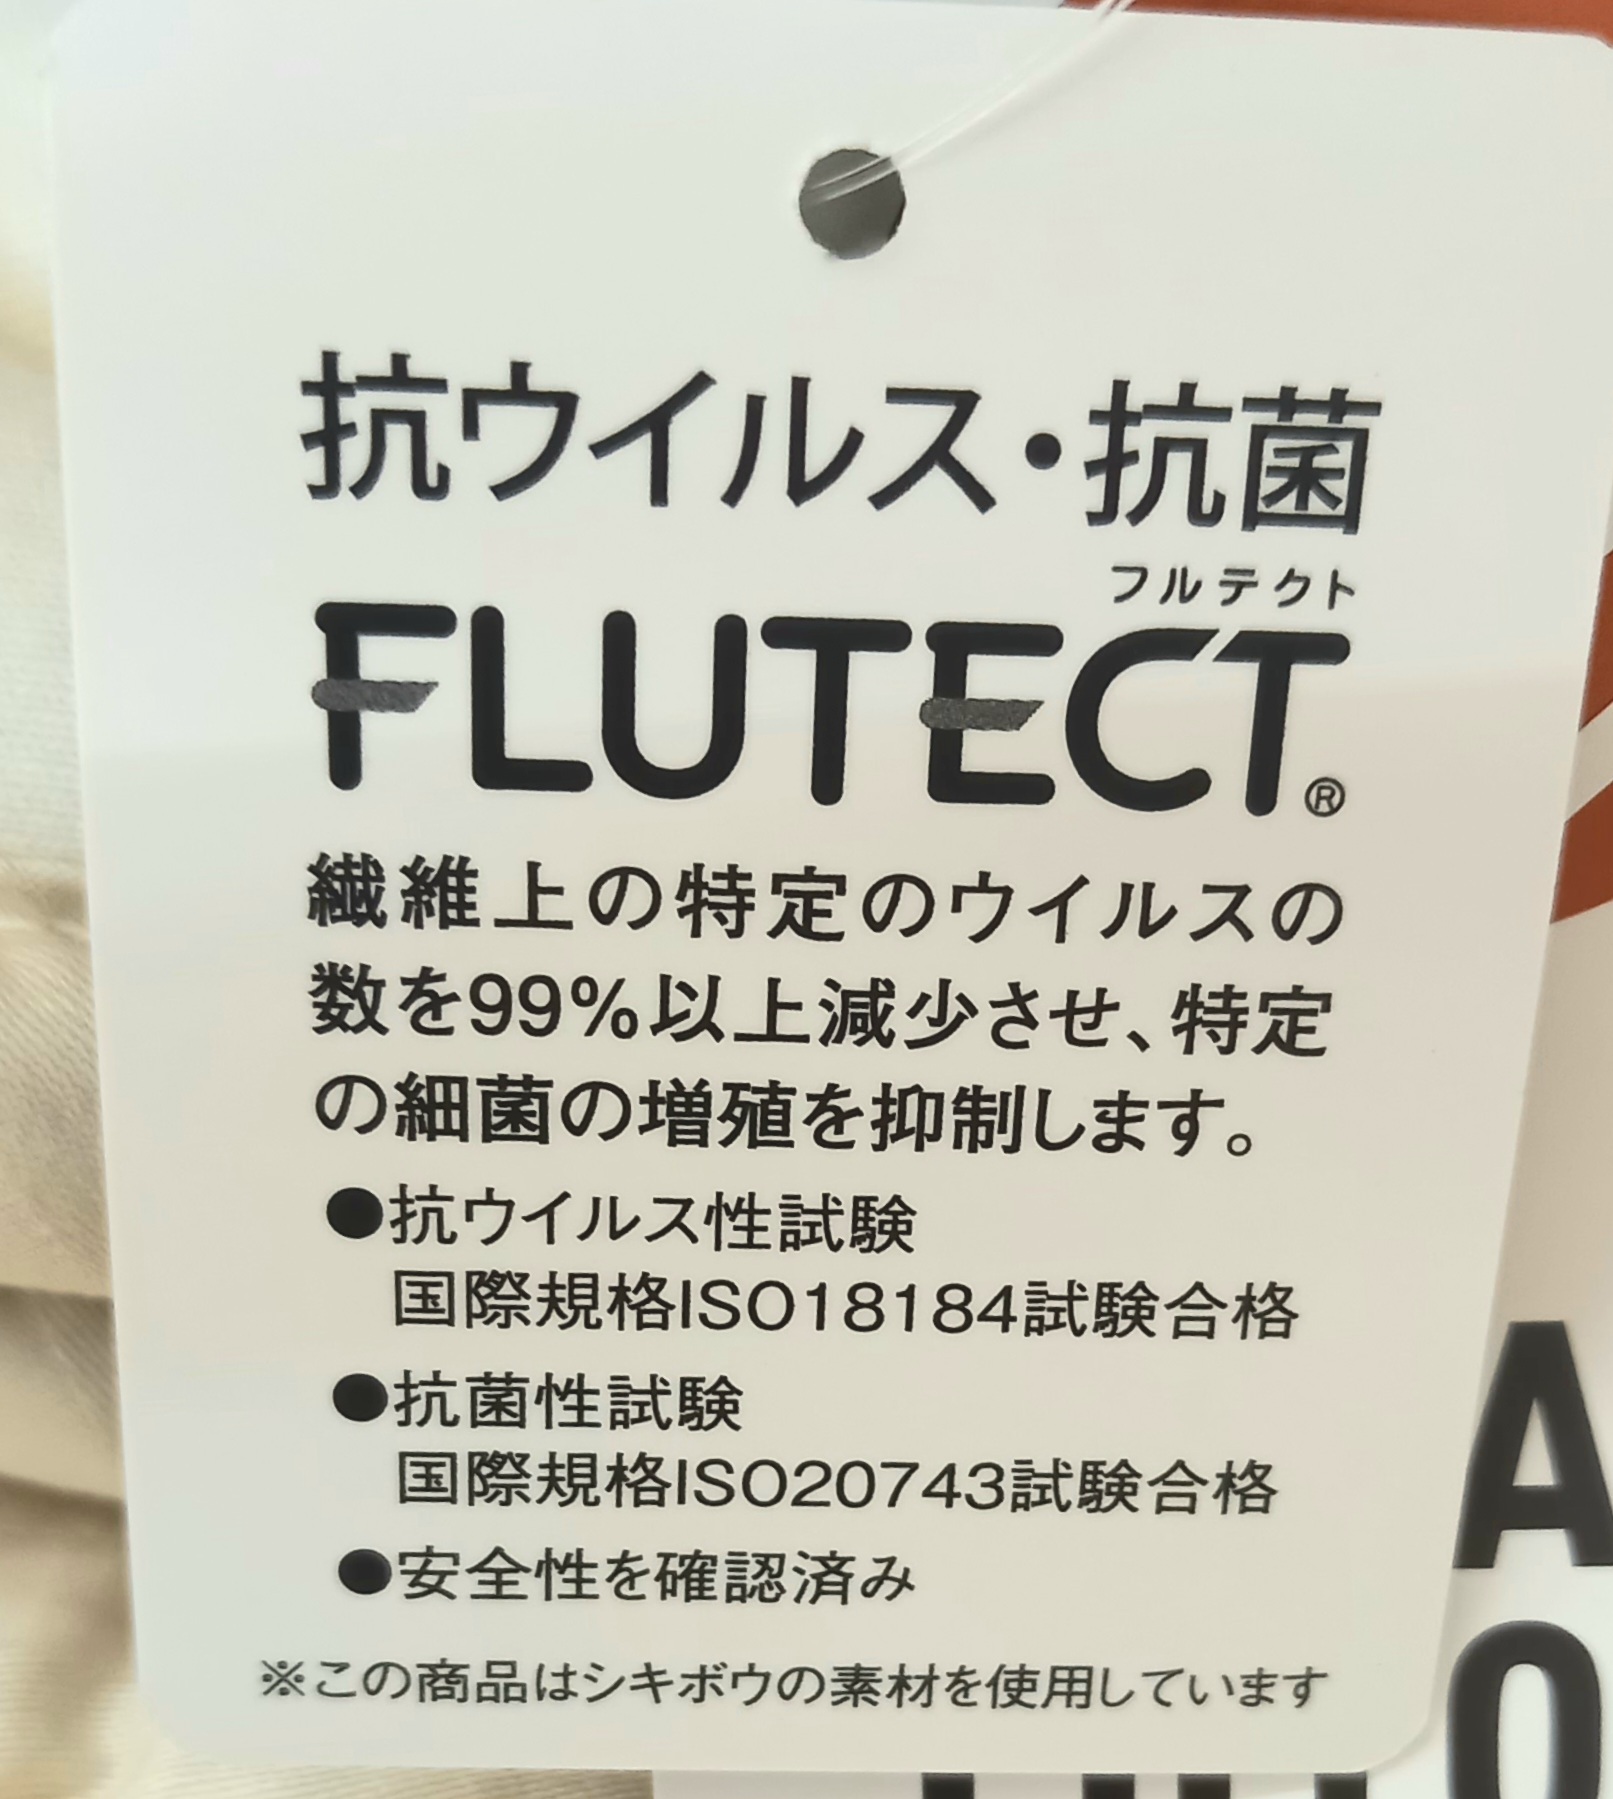 抗ウイルス・抗菌
フルテクト
FLUTECT®
繊維上の特定のウイルスの
数を99%以上減少させ、特定
の細菌の増殖を抑制します。
●抗ウイルス性試験
国際規格ISO18184試験合格
●抗菌性試験
国際規格ISO20743試験合格
●安全性を確認済み
※この商品はシキボウの素材を使用しています